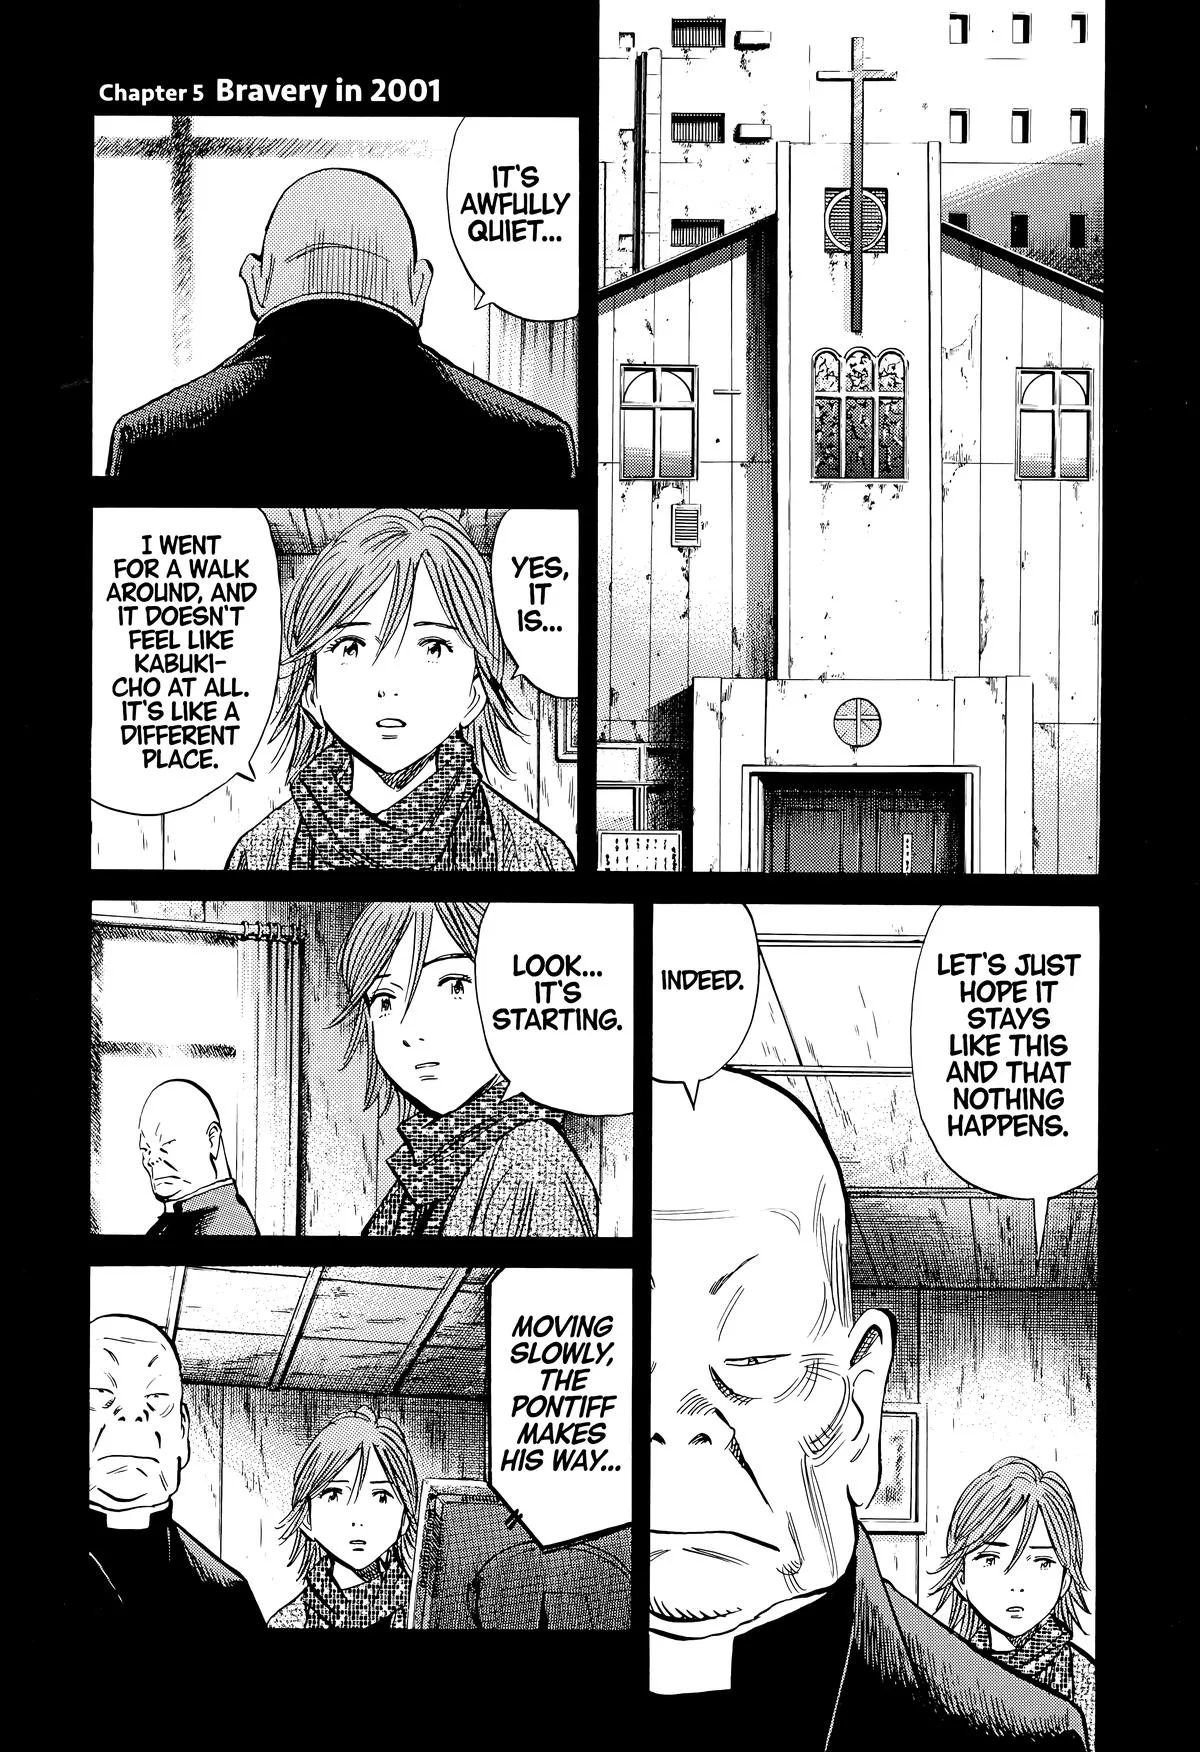 Chapter 5 Bravery in 2001
IT'S
AWFULLY
QUIET...
YES,
IT
IS...
I WENT
FOR A WALK
AROUND, AND
IT DOESN'T
FEEL LIKE
KABUKI-
CHO AT ALL.
IT'S LIKE A
DIFFERENT
PLACE.
LET'S JUST
HOPE IT
STAYS
LIKE THIS
AND THAT
NOTHING
HAPPENS.
INDEED.
LOOK...
IT'S
STARTING.
MOVING
SLOWLY,
THE
PONTIFF
MAKES
HIS WAY...